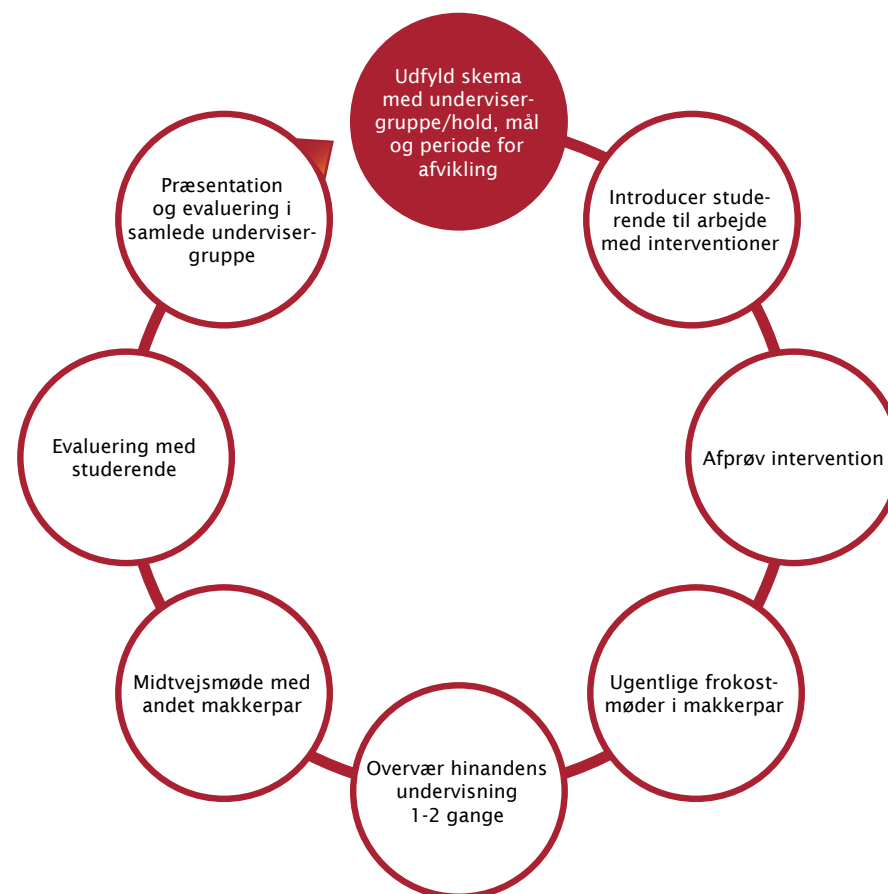 Udfyld skema
med underviser-
gruppe/hold, mål
og periode for
afvikling
Introducer stude-
rende til arbejde
med interventioner
Afprøv intervention
Ugentlige frokost-
møder i makkerpar
Overvær hinandens
undervisning
1-2 gange
Midtvejsmøde med
andet makkerpar
Evaluering med
studerende
Præsentation
og evaluering i
samlede underviser-
gruppe